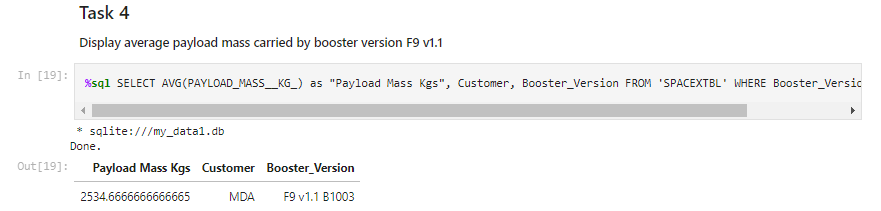 Task 4
Display average payload mass carried by booster version F9 v1.1
In [19]: %sql SELECT AVG(PAYLOAD_MASS__KG_) as "Payload Mass Kgs", Customer, Booster_Version FROM 'SPACEXTBL' WHERE Booster_Versio
* sqlite:///my_data1.db
Done.
Out[19]: Payload Mass Kgs Customer Booster_Version
2534.6666666666665 MDA F9 v1.1 B1003